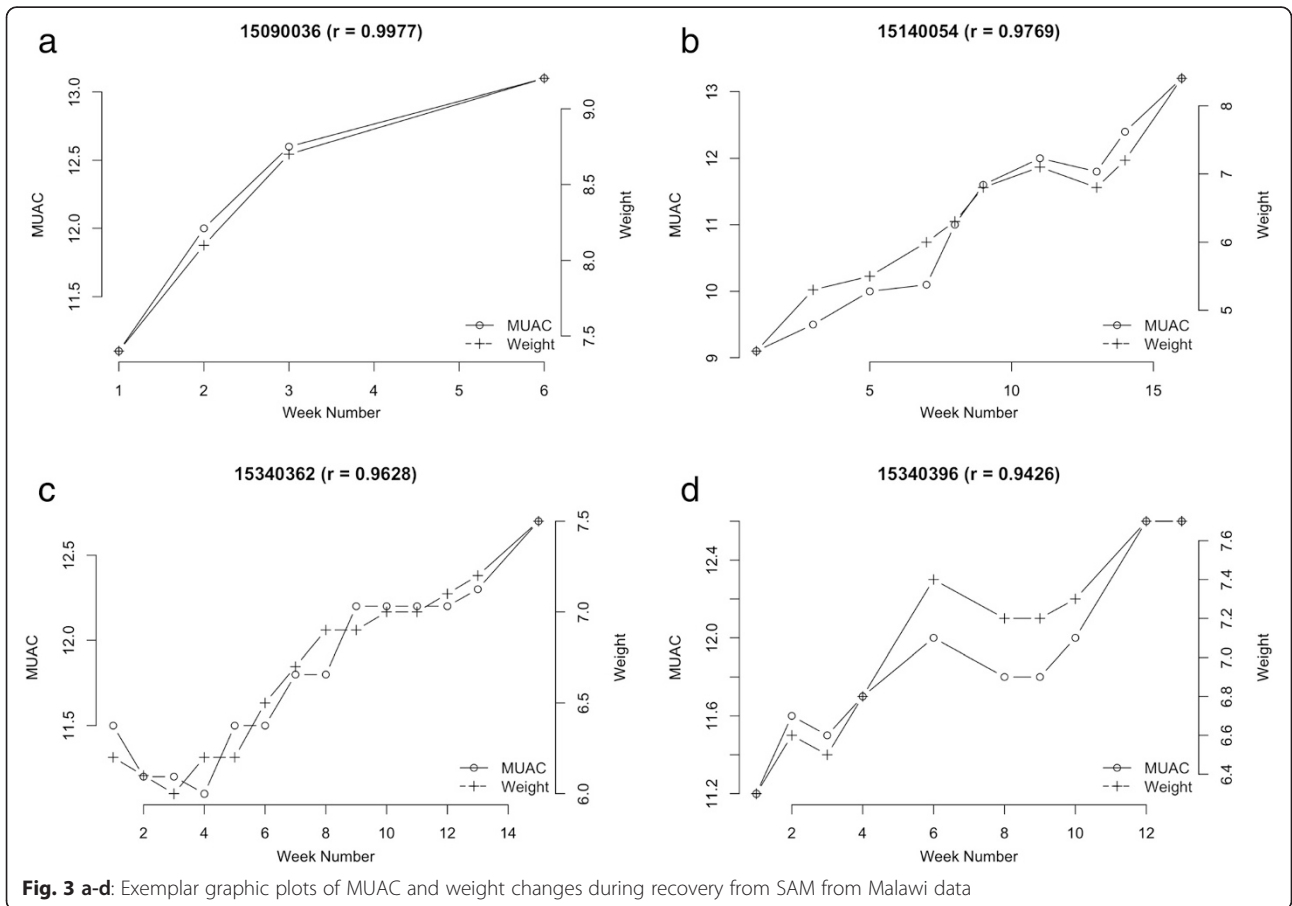 a
15090036 (r = 0.9977)
MUAC
13.0
12.5
12.0
11.5
Weight
9.0
8.5
8.0
7.5
MUAC
Weight
1 2 3 4 5 6
Week Number
b
15140054 (r = 0.9769)
MUAC
13
12
11
10
9
Weight
8
7
6
5
MUAC
Weight
5 10 15
Week Number
c
15340362 (r = 0.9628)
MUAC
12.5
12.0
11.5
Weight
7.5
7.0
6.5
6.0
MUAC
Weight
2 4 6 8 10 12 14
Week Number
d
15340396 (r = 0.9426)
MUAC
12.4
12.0
11.6
11.2
Weight
7.6
7.4
7.2
7.0
6.8
6.6
6.4
MUAC
Weight
2 4 6 8 10 12
Week Number
Fig. 3 a-d: Exemplar graphic plots of MUAC and weight changes during recovery from SAM from Malawi data